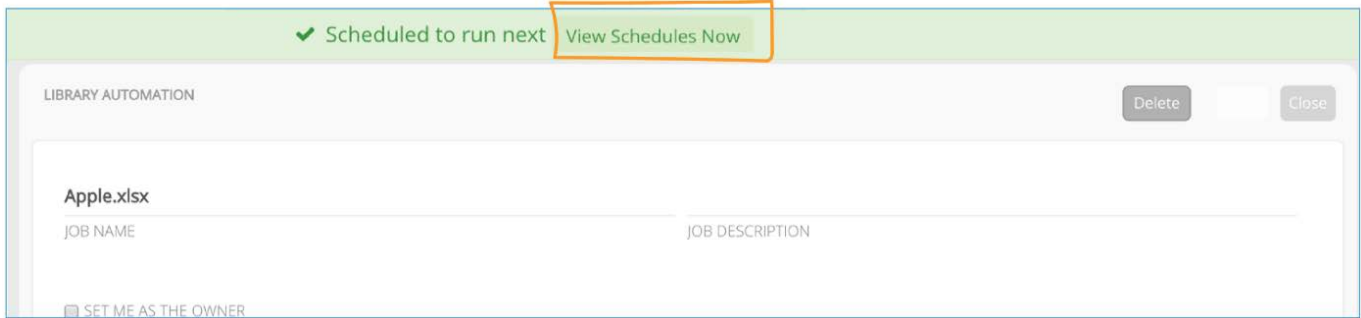 ✔ Scheduled to run next View Schedules Now
LIBRARY AUTOMATION Delete Close
Apple.xlsx
JOB NAME JOB DESCRIPTION
SET ME AS THE OWNER